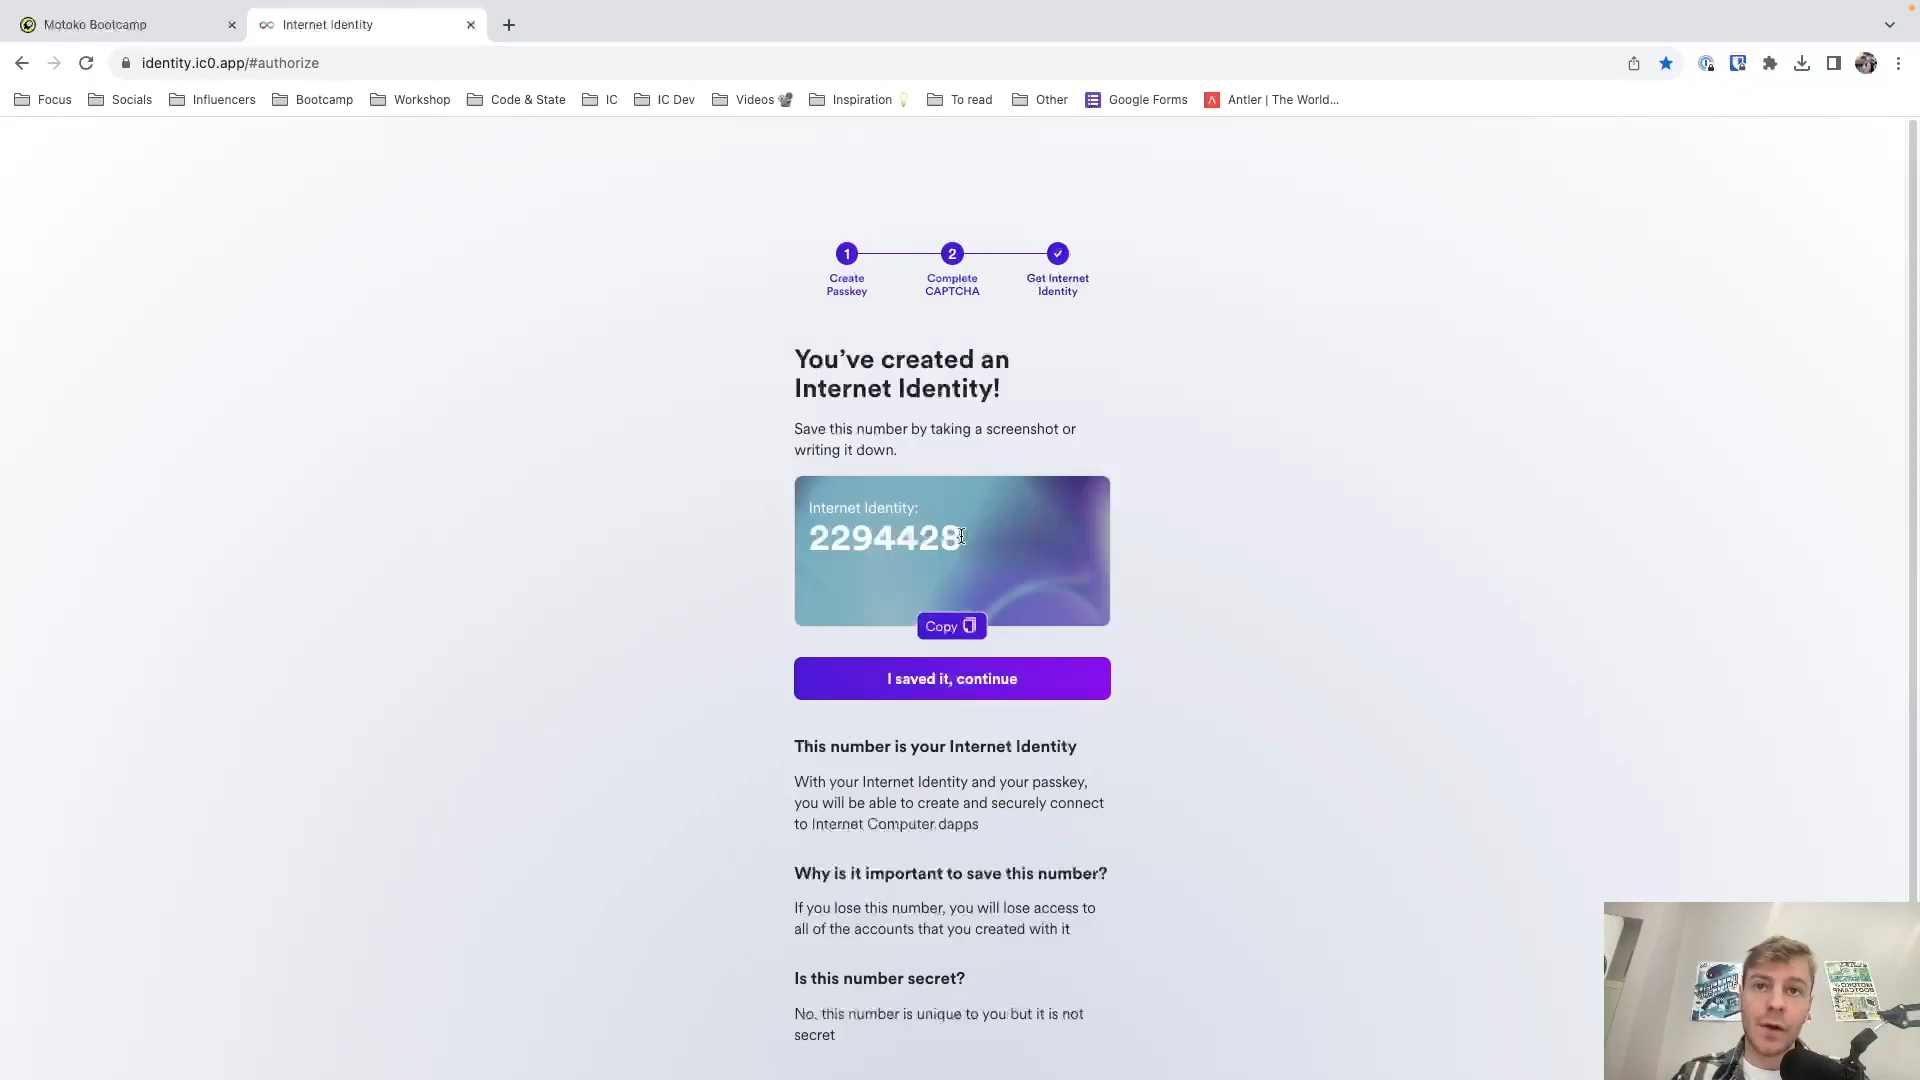 Motoko Bootcamp
Internet Identity
identity.ic0.app/#authorize
Focus
Socials
Influencers
Bootcamp
Workshop
Code & State
IC
IC Dev
Videos
Inspiration
To read
Other
Google Forms
Antler | The World...
1
2
Create
Passkey
Complete
CAPTCHA
Get Internet
Identity
You've created an
Internet Identity!
Save this number by taking a screenshot or
writing it down.
Internet Identity:
2294428
Copy
I saved it, continue
This number is your Internet Identity
With your Internet Identity and your passkey,
you will be able to create and securely connect
to Internet Computer dapps
Why is it important to save this number?
If you lose this number, you will lose access to
all of the accounts that you created with it
Is this number secret?
No, this number is unique to you but it is not
secret